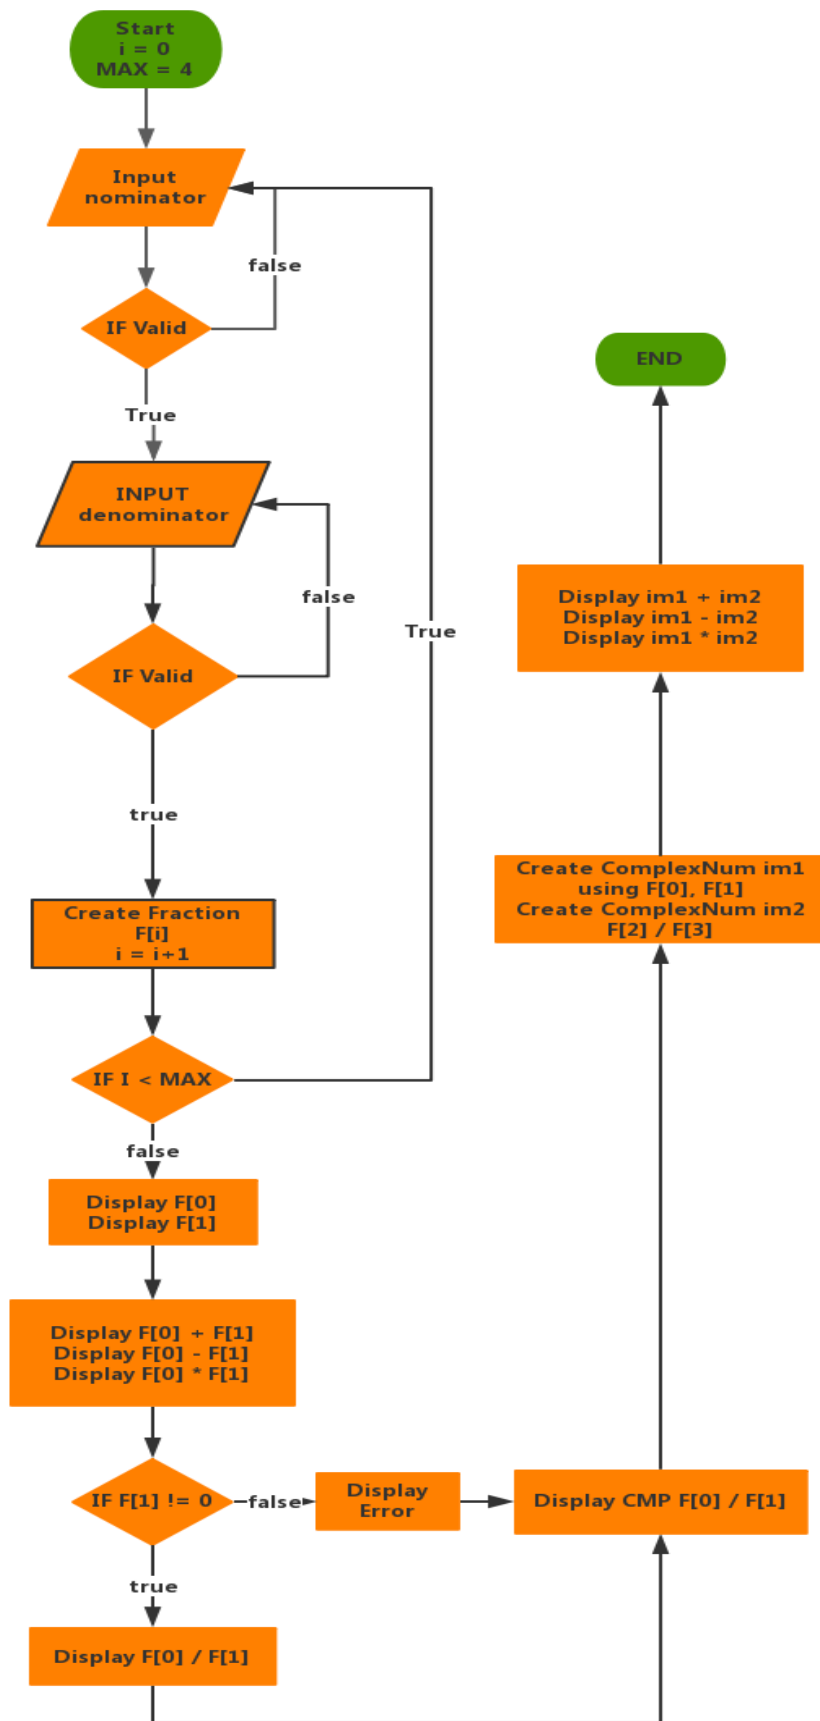 Start
i = 0
MAX = 4
Input
nominator
false
IF Valid
True
INPUT
denominator
false
IF Valid
true
Create Fraction
F[i]
i = i+1
IF I < MAX
True
false
Display F[0]
Display F[1]
Display F[0] + F[1]
Display F[0] - F[1]
Display F[0] * F[1]
IF F[1] != 0
false
Display
Error
true
Display F[0] / F[1]
Display CMP F[0] / F[1]
Create ComplexNum im1
using F[0], F[1]
Create ComplexNum im2
F[2] / F[3]
Display im1 + im2
Display im1 - im2
Display im1 * im2
END